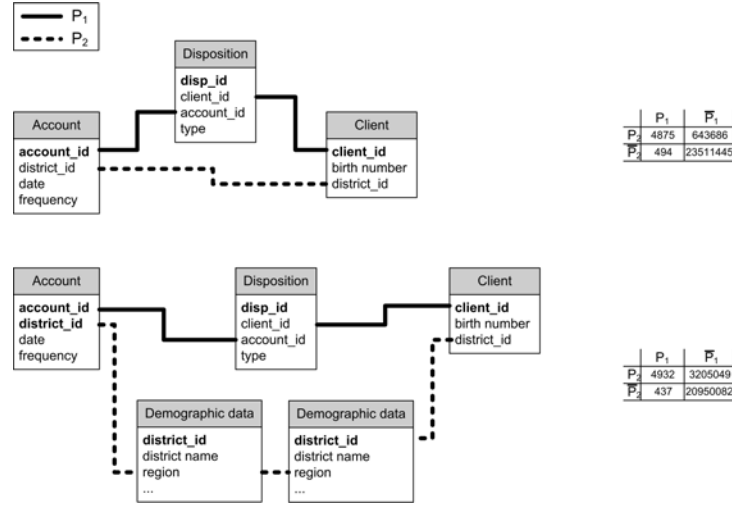 P1
P2
Disposition
disp_id
client_id
account_id
type
Account
account_id
district_id
date
frequency
Client
client_id
birth number
district_id
P1 P̅1
P2 4875 643686
P̅2 494 23511445
Account
account_id
district_id
date
frequency
Disposition
disp_id
client_id
account_id
type
Client
client_id
birth number
district_id
Demographic data
district_id
district name
region
...
Demographic data
district_id
district name
region
...
P1 P̅1
P2 4932 3205049
P̅2 437 20950082